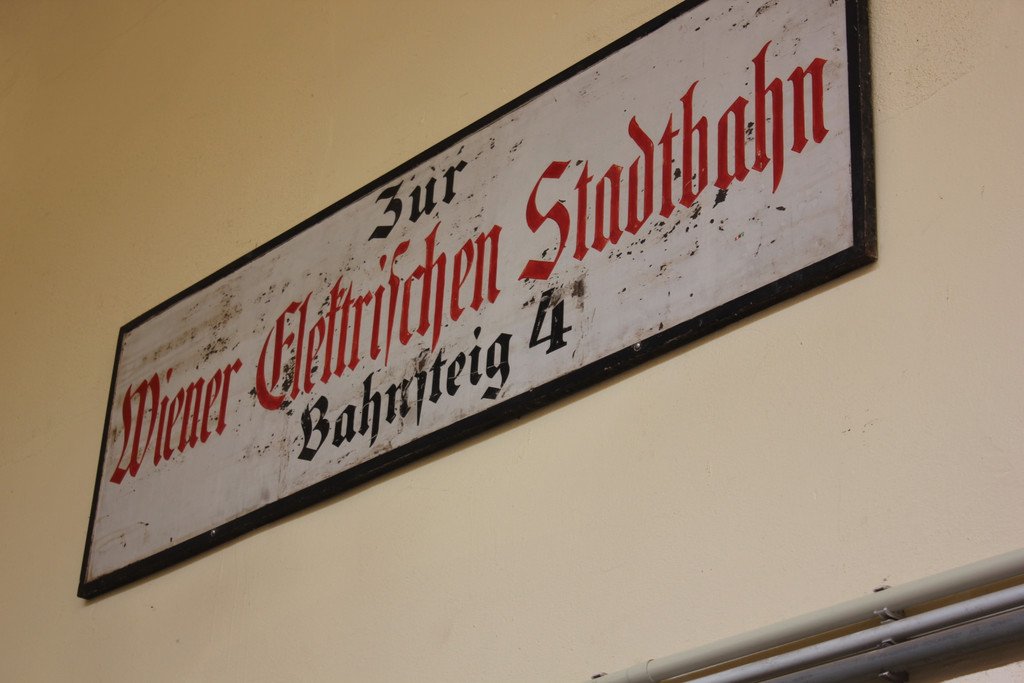 Zur
Wiener Elektriſchen Stadtbahn
Bahnſteig 4